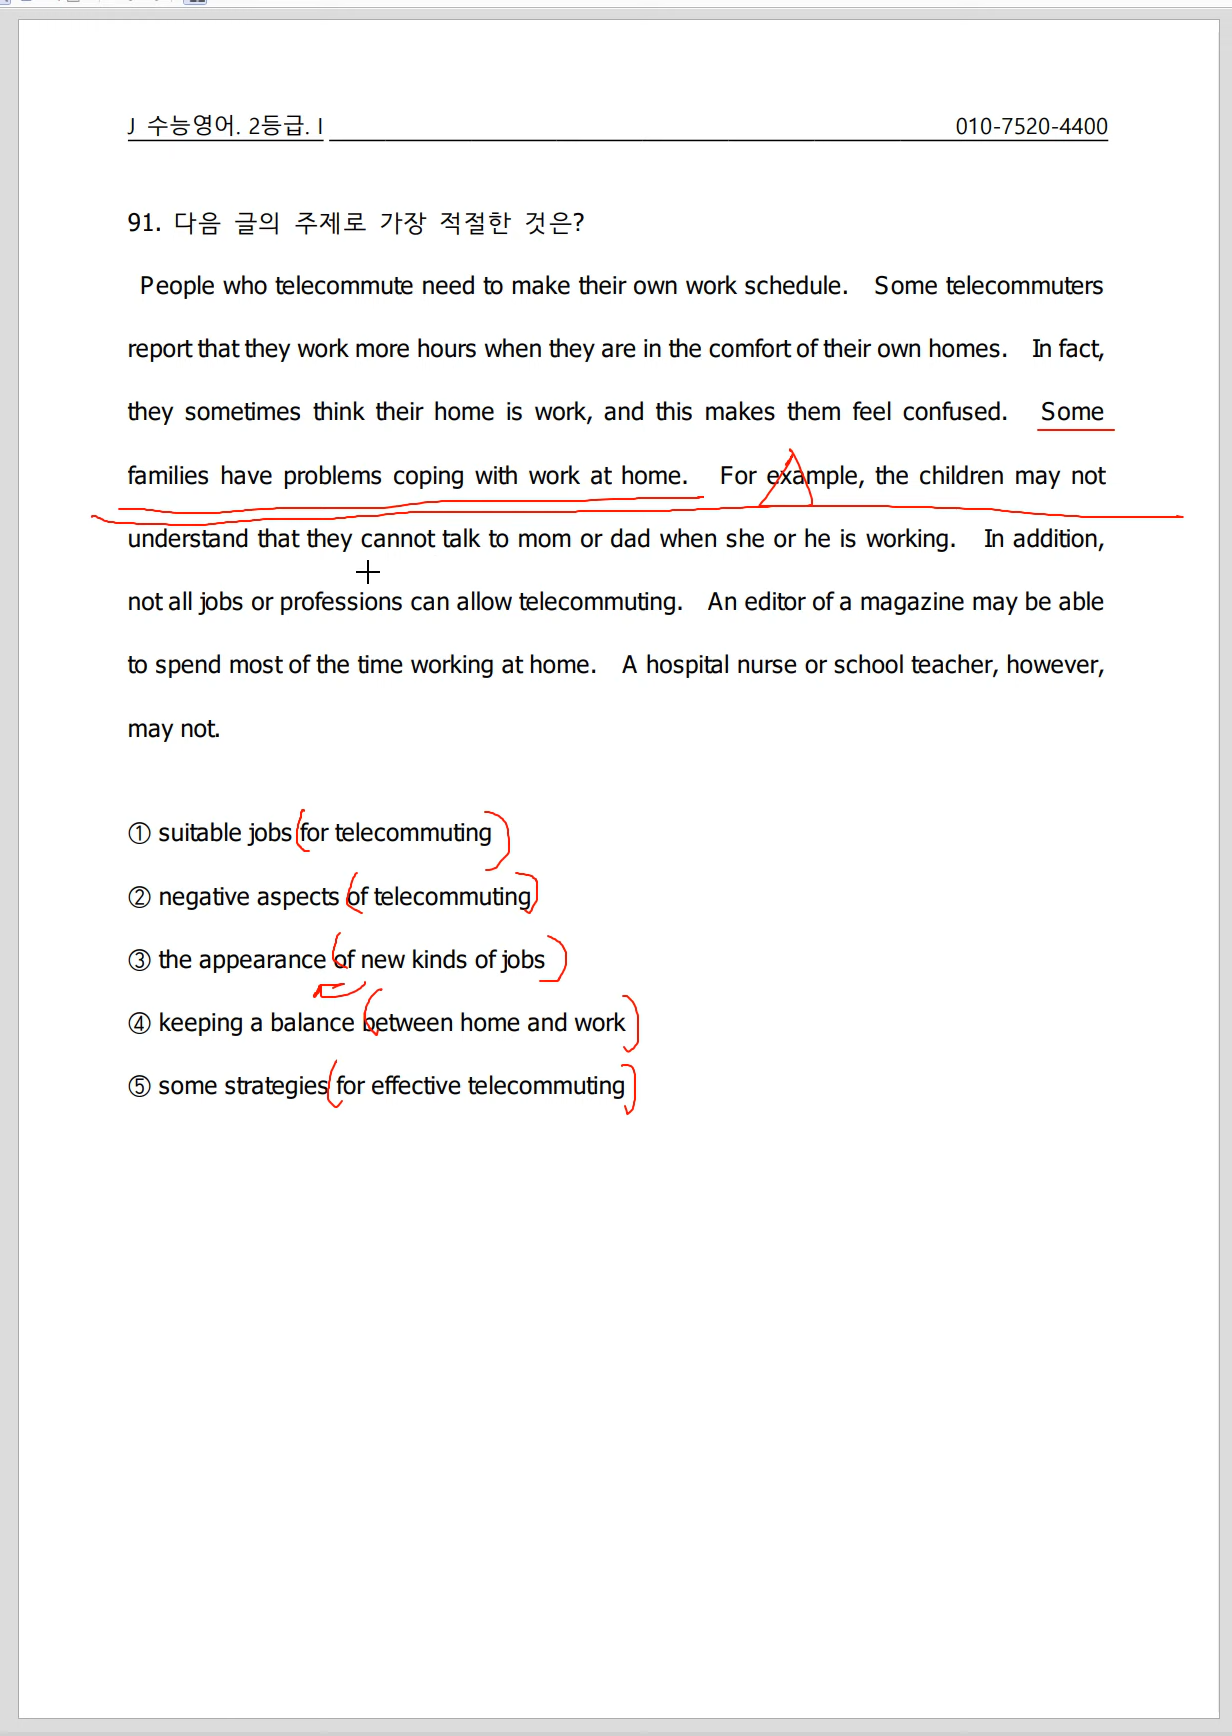 J 수능영어. 2등급. I 010-7520-4400
91. 다음 글의 주제로 가장 적절한 것은?
People who telecommute need to make their own work schedule. Some telecommuters
report that they work more hours when they are in the comfort of their own homes. In fact,
they sometimes think their home is work, and this makes them feel confused. Some
families have problems coping with work at home. For example, the children may not
understand that they cannot talk to mom or dad when she or he is working. In addition,
not all jobs or professions can allow telecommuting. An editor of a magazine may be able
to spend most of the time working at home. A hospital nurse or school teacher, however,
may not.
① suitable jobs for telecommuting
② negative aspects of telecommuting
③ the appearance of new kinds of jobs
④ keeping a balance between home and work
⑤ some strategies for effective telecommuting